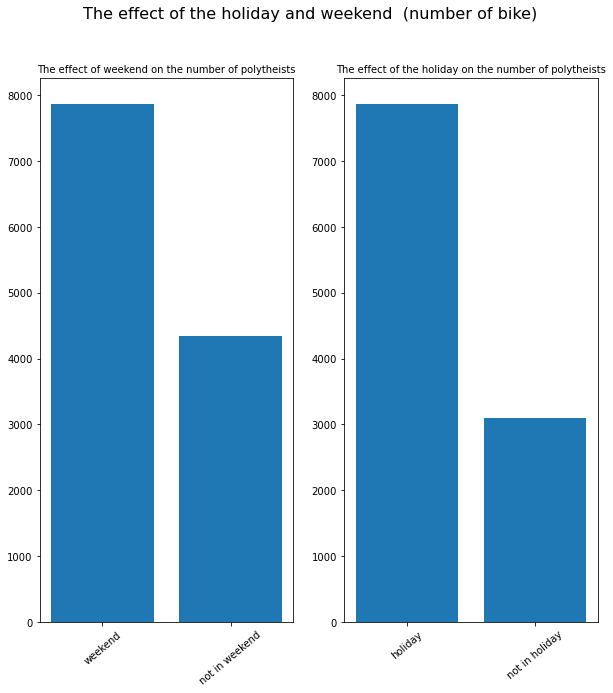 The effect of the holiday and weekend  (number of bike)
The effect of weekend on the number of polytheists
8000
7000
6000
5000
4000
3000
2000
1000
0
weekend
not in weekend
The effect of the holiday on the number of polytheists
8000
7000
6000
5000
4000
3000
2000
1000
0
holiday
not in holiday